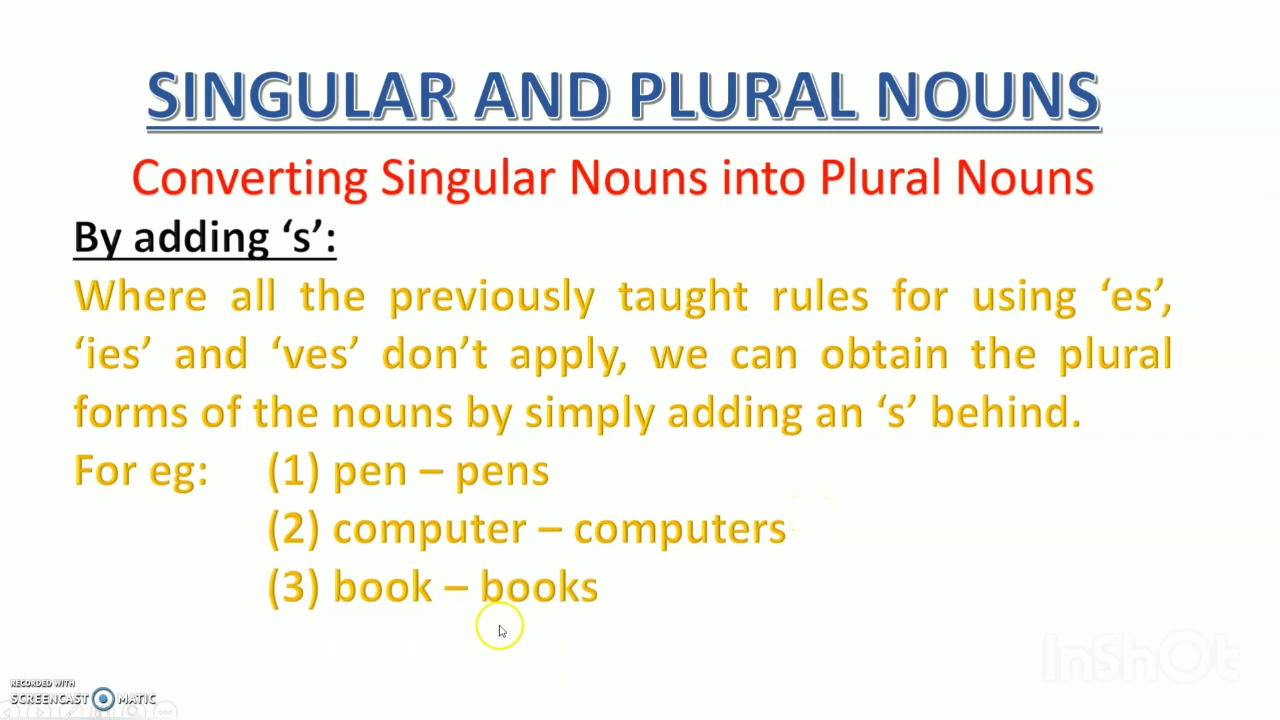 SINGULAR AND PLURAL NOUNS
Converting Singular Nouns into Plural Nouns
By adding ‘s’:
Where all the previously taught rules for using ‘es’,
‘ies’ and ‘ves’ don’t apply, we can obtain the plural
forms of the nouns by simply adding an ‘s’ behind.
For eg: (1) pen – pens
(2) computer – computers
(3) book – books
InShOt
RECORDED WITH
SCREENCAST MATIC